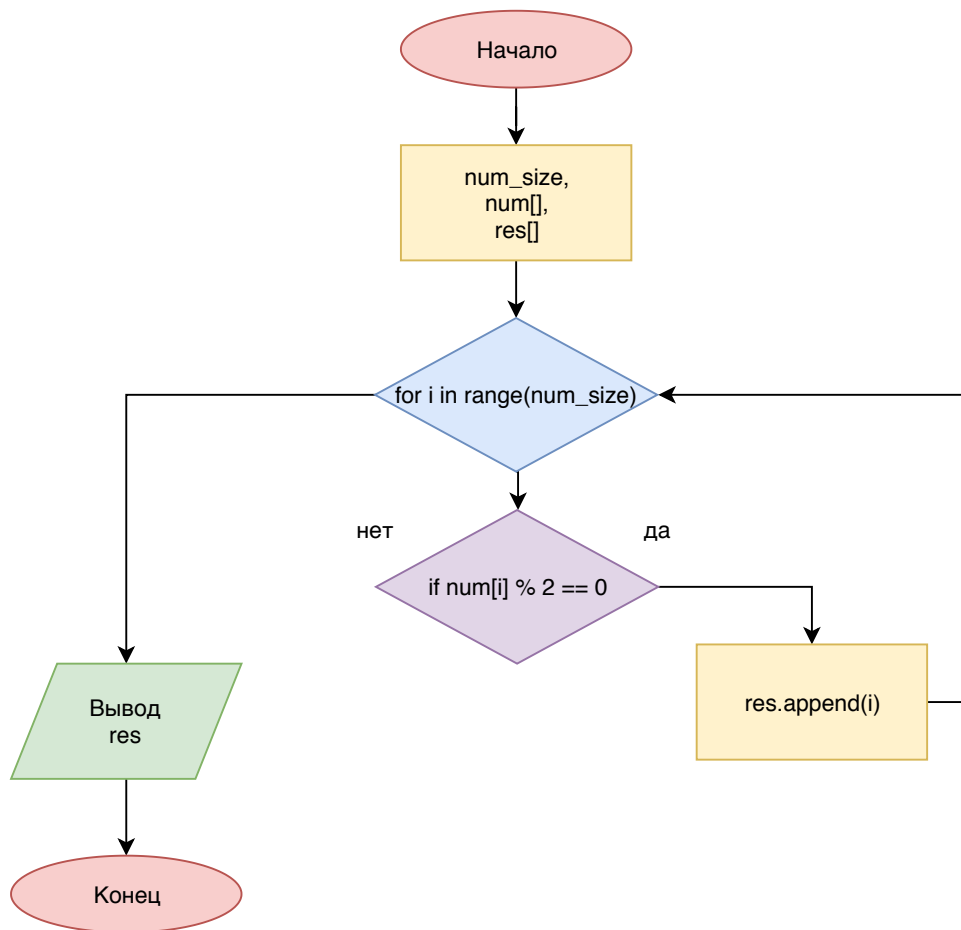 Начало
num_size,
num[],
res[]
for i in range(num_size)
нет
да
if num[i] % 2 == 0
res.append(i)
Вывод
res
Конец